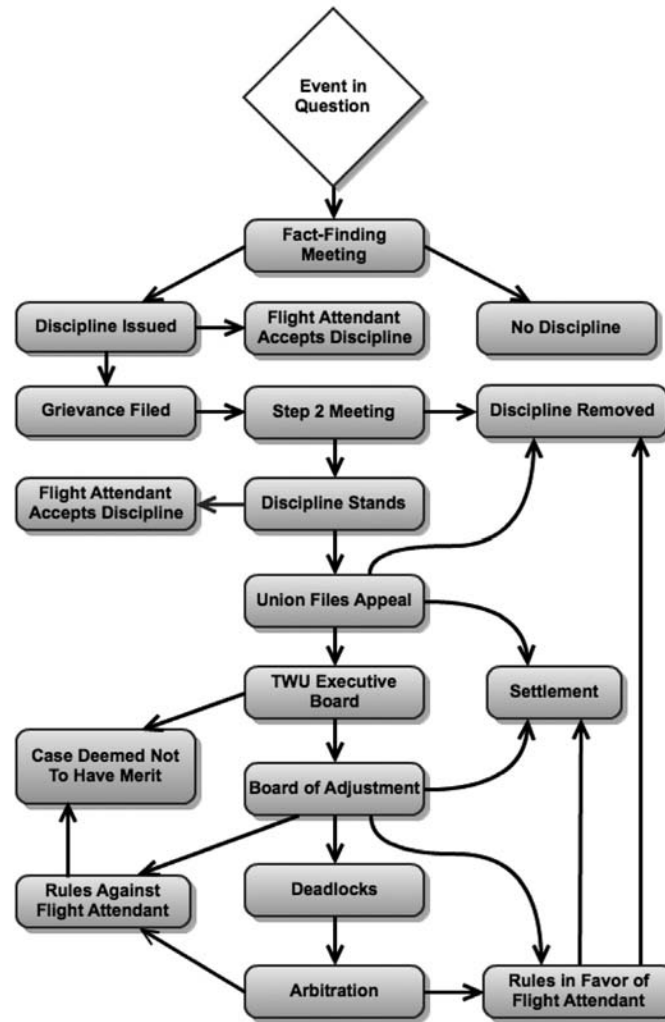 Event in
Question
Fact-Finding
Meeting
Discipline Issued
Flight Attendant
Accepts Discipline
No Discipline
Grievance Filed
Step 2 Meeting
Discipline Removed
Flight Attendant
Accepts Discipline
Discipline Stands
Union Files Appeal
TWU Executive
Board
Settlement
Case Deemed Not
To Have Merit
Board of Adjustment
Rules Against
Flight Attendant
Deadlocks
Arbitration
Rules in Favor of
Flight Attendant